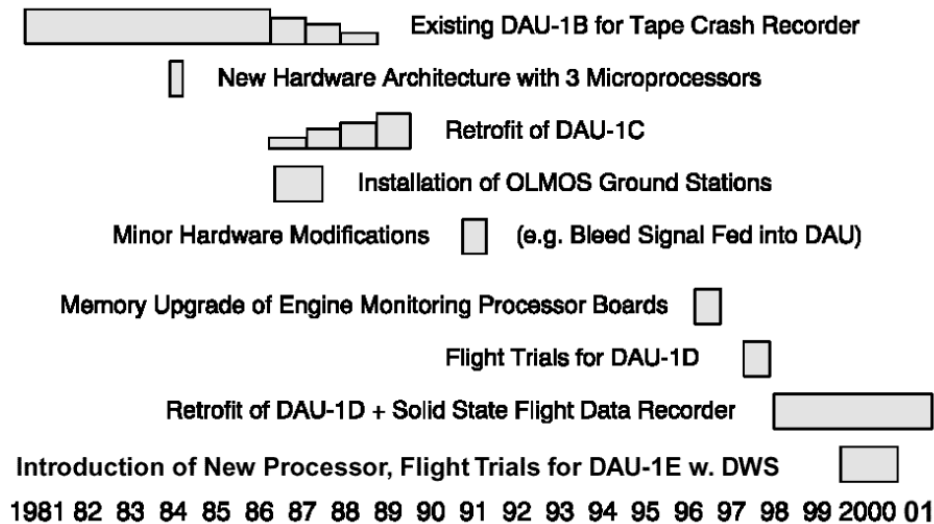 Existing DAU-1B for Tape Crash Recorder
New Hardware Architecture with 3 Microprocessors
Retrofit of DAU-1C
Installation of OLMOS Ground Stations
Minor Hardware Modifications (e.g. Bleed Signal Fed into DAU)
Memory Upgrade of Engine Monitoring Processor Boards
Flight Trials for DAU-1D
Retrofit of DAU-1D + Solid State Flight Data Recorder
Introduction of New Processor, Flight Trials for DAU-1E w. DWS
1981 82 83 84 85 86 87 88 89 90 91 92 93 94 95 96 97 98 99 2000 01